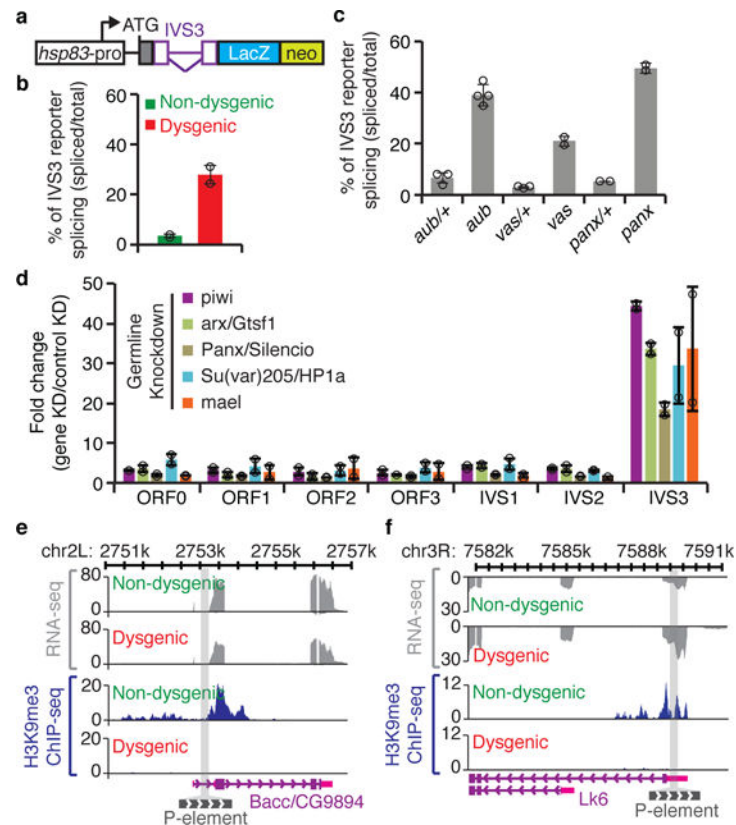 a
ATG
IVS3
hsp83-pro
LacZ
neo
b
% of IVS3 reporter
splicing (spliced/total)
60
40
20
0
Non-dysgenic
Dysgenic
c
% of IVS3 reporter
splicing (spliced/total)
60
40
20
0
aub/+
aub
vas/+
vas
panx/+
panx
d
Fold change
(gene KD/control KD)
50
40
30
20
10
0
Germline
Knockdown
piwi
arx/Gtsf1
Panx/Silencio
Su(var)205/HP1a
mael
ORF0
ORF1
ORF2
ORF3
IVS1
IVS2
IVS3
e
chr2L: 2751k 2753k 2755k 2757k
RNA-seq
80
0
Non-dysgenic
80
0
Dysgenic
H3K9me3
ChIP-seq
20
0
Non-dysgenic
20
0
Dysgenic
Bacc/CG9894
P-element
f
chr3R: 7582k 7585k 7588k 7591k
RNA-seq
0
30
Non-dysgenic
0
30
Dysgenic
H3K9me3
ChIP-seq
12
0
Non-dysgenic
12
0
Dysgenic
Lk6
P-element